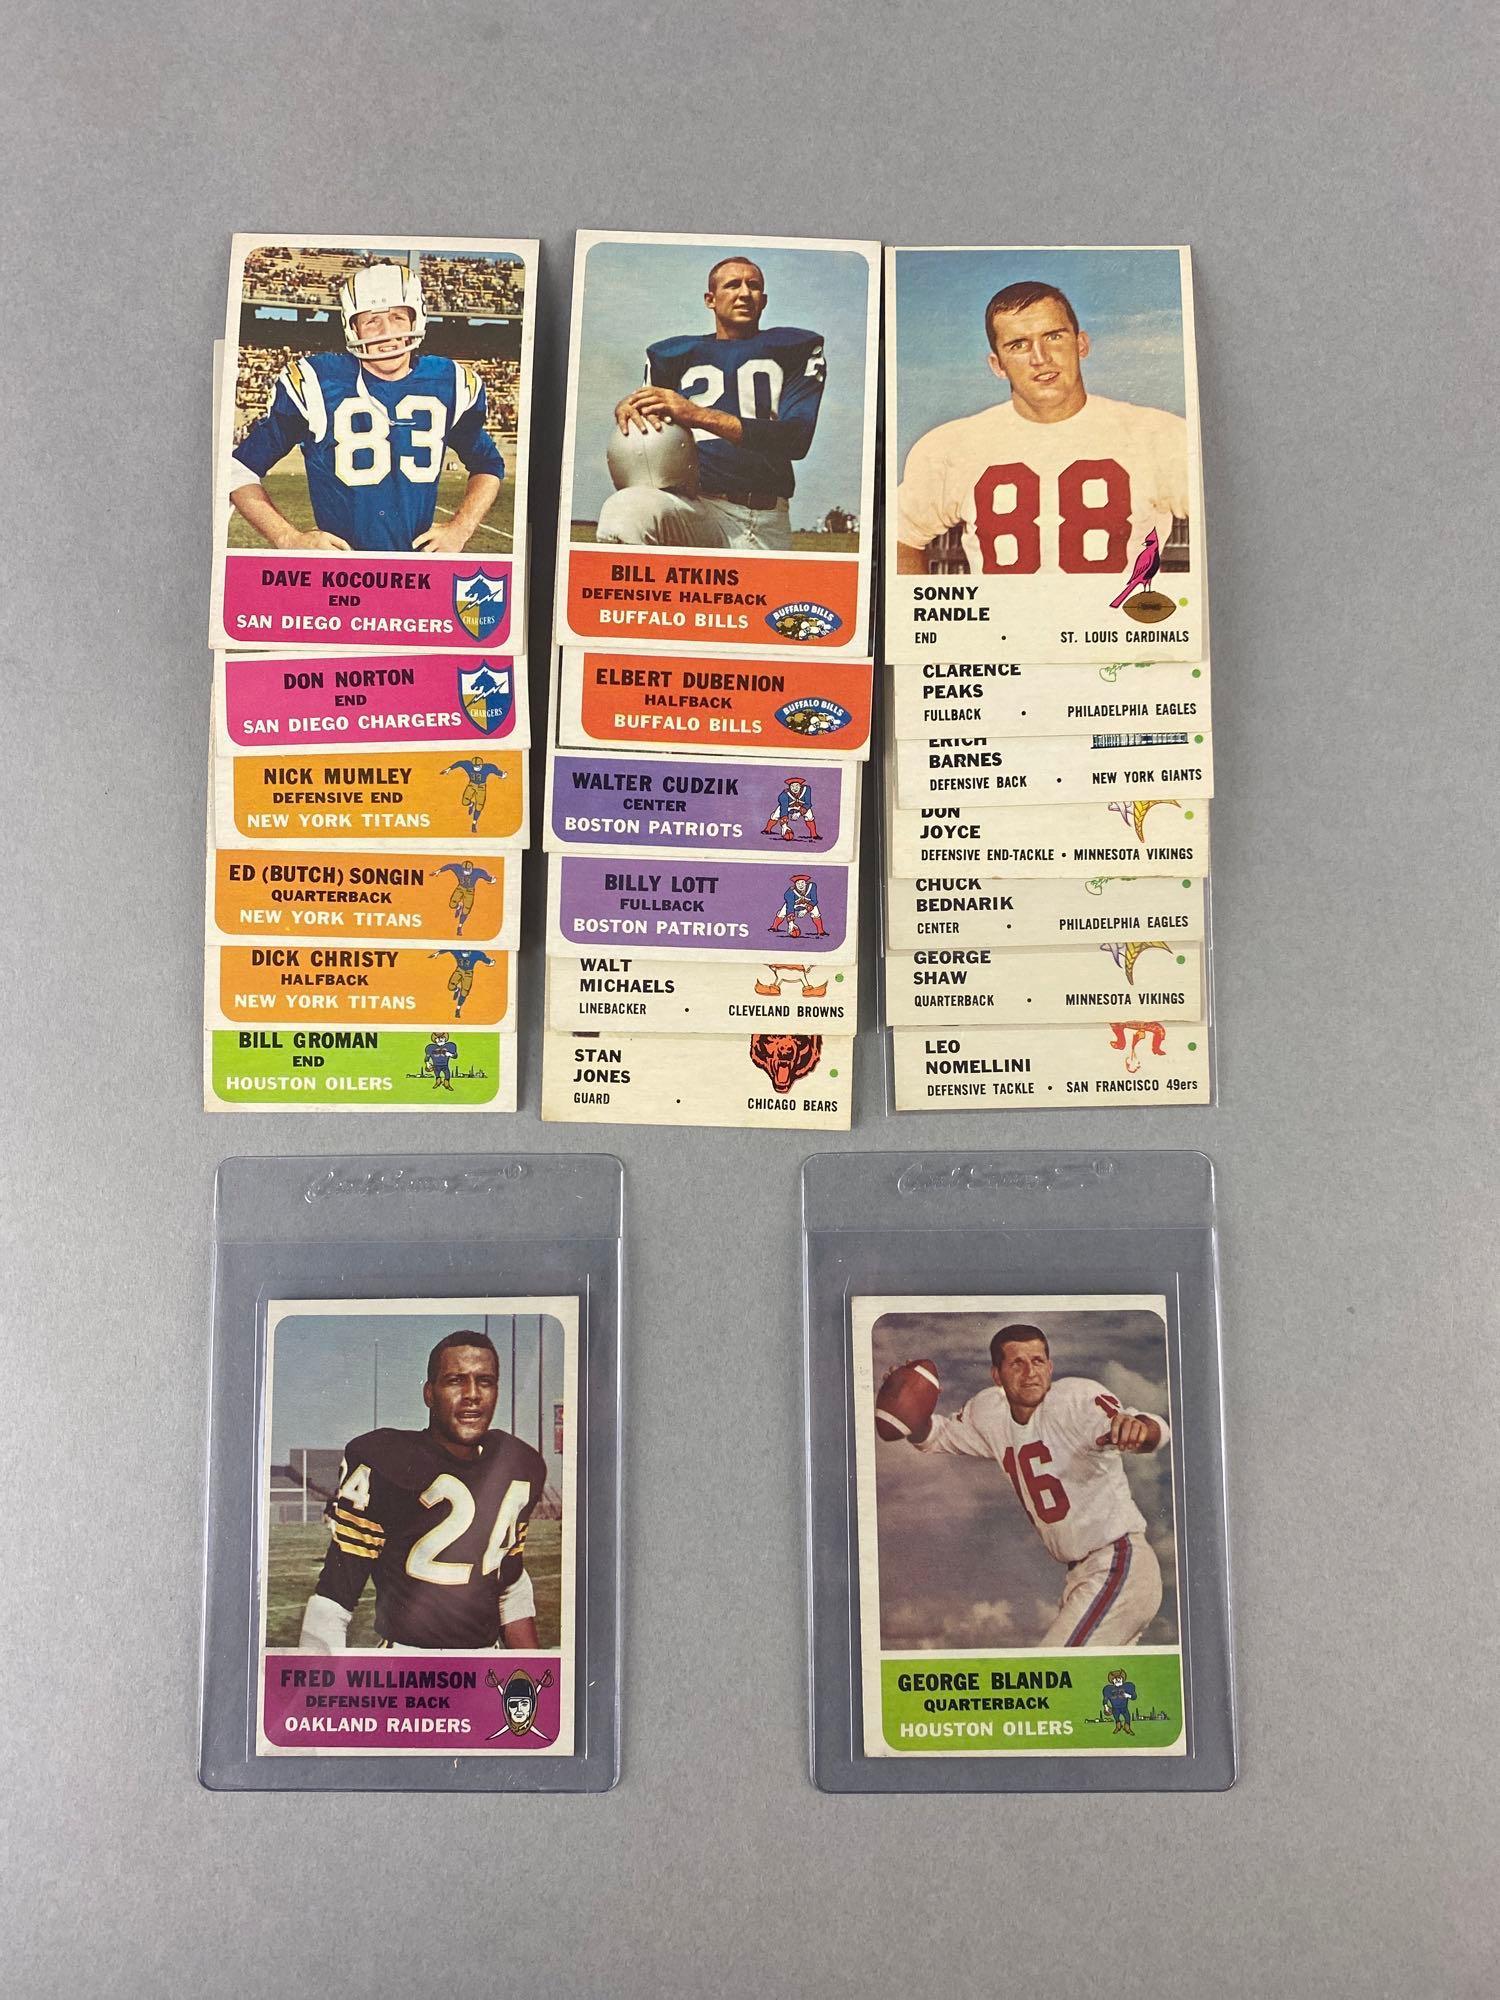 83
DAVE KOCOUREK
END
SAN DIEGO CHARGERS
CHARGERS
DON NORTON
END
SAN DIEGO CHARGERS
CHARGERS
NICK MUMLEY
DEFENSIVE END
NEW YORK TITANS
ED (BUTCH) SONGIN
QUARTERBACK
NEW YORK TITANS
DICK CHRISTY
HALFBACK
NEW YORK TITANS
BILL GROMAN
END
HOUSTON OILERS
20
BILL ATKINS
DEFENSIVE HALFBACK
BUFFALO BILLS
BUFFALO BILLS
ELBERT DUBENION
HALFBACK
BUFFALO BILLS
BUFFALO BILLS
WALTER CUDZIK
CENTER
BOSTON PATRIOTS
BILLY LOTT
FULLBACK
BOSTON PATRIOTS
WALT
MICHAELS
LINEBACKER • CLEVELAND BROWNS
STAN
JONES
GUARD • CHICAGO BEARS
88
SONNY
RANDLE
END • ST. LOUIS CARDINALS
CLARENCE
PEAKS
FULLBACK • PHILADELPHIA EAGLES
ERICH
BARNES
DEFENSIVE BACK • NEW YORK GIANTS
DON
JOYCE
DEFENSIVE END-TACKLE • MINNESOTA VIKINGS
CHUCK
BEDNARIK
CENTER • PHILADELPHIA EAGLES
GEORGE
SHAW
QUARTERBACK • MINNESOTA VIKINGS
LEO
NOMELLINI
DEFENSIVE TACKLE • SAN FRANCISCO 49ers
24
24
FRED WILLIAMSON
DEFENSIVE BACK
OAKLAND RAIDERS
16
GEORGE BLANDA
QUARTERBACK
HOUSTON OILERS